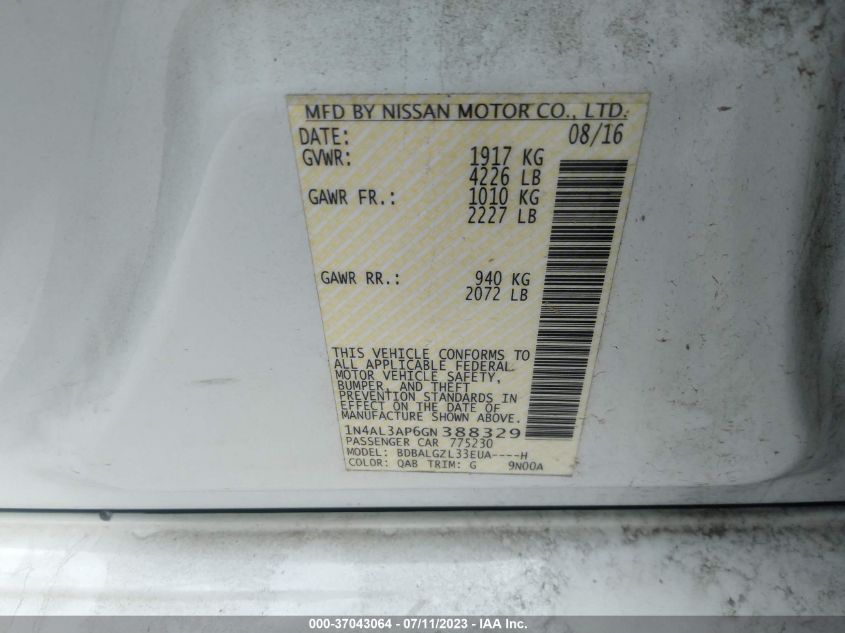 MFD BY NISSAN MOTOR CO., LTD.
DATE: 08/16
GVWR: 1917 KG
4226 LB
GAWR FR.: 1010 KG
2227 LB
GAWR RR.: 940 KG
2072 LB
THIS VEHICLE CONFORMS TO
ALL APPLICABLE FEDERAL
MOTOR VEHICLE SAFETY,
BUMPER, AND THEFT
PREVENTION STANDARDS IN
EFFECT ON THE DATE OF
MANUFACTURE SHOWN ABOVE.
1N4AL3AP6GN388329
PASSENGER CAR 775230
MODEL: BDBALGZL33EUA----H
COLOR: QAB TRIM: G 9N00A
000-37043064 - 07/11/2023 - IAA Inc.